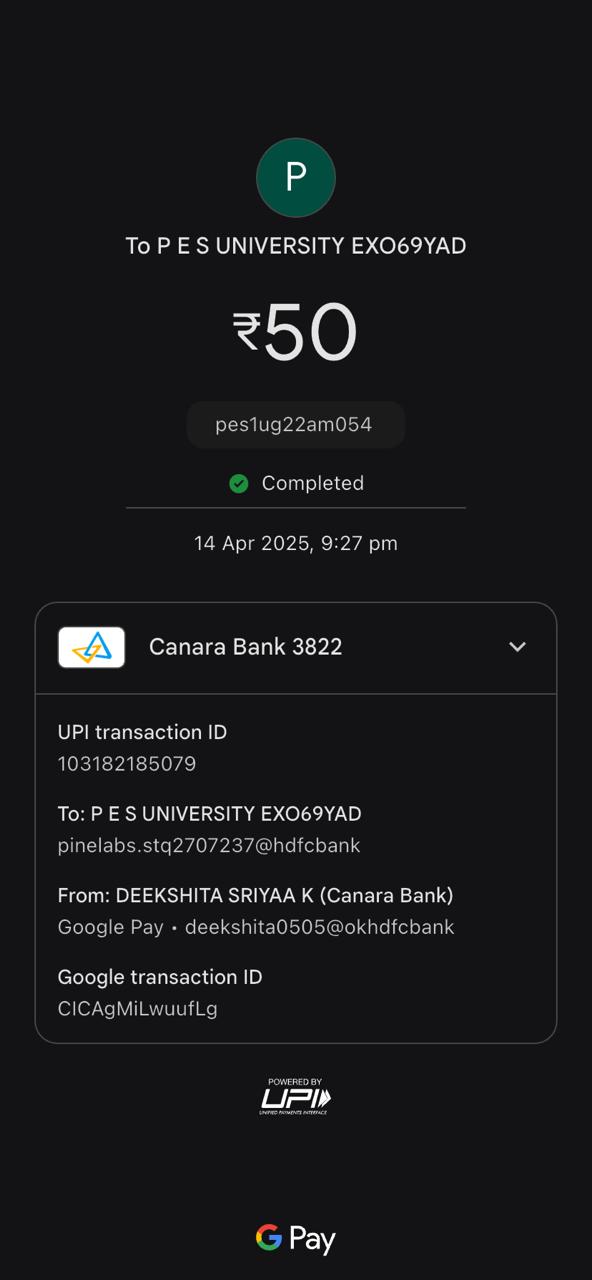 P
To P E S UNIVERSITY EXO69YAD
₹50
pes1ug22am054
Completed
14 Apr 2025, 9:27 pm
Canara Bank 3822
UPI transaction ID
103182185079
To: P E S UNIVERSITY EXO69YAD
pinelabs.stq2707237@hdfcbank
From: DEEKSHITA SRIYAA K (Canara Bank)
Google Pay • deekshita0505@okhdfcbank
Google transaction ID
CICAgMiLwuufLg
POWERED BY
UPI
UNIFIED PAYMENTS INTERFACE
G Pay